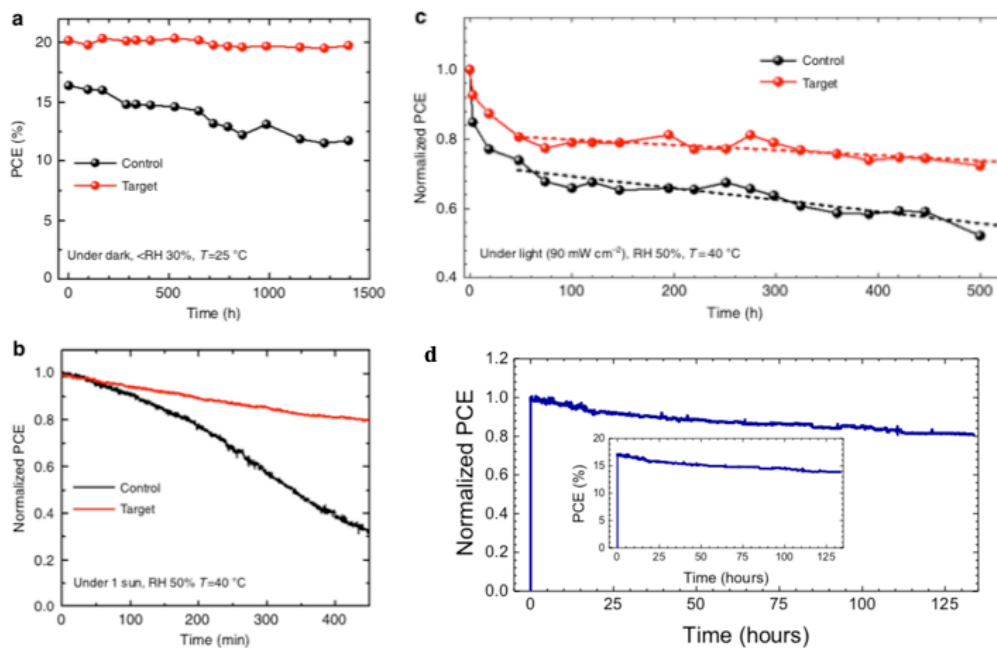 a
20
15
10
5
0
PCE (%)
Control
Target
Under dark, <RH 30%, T=25 °C
0 500 1000 1500
Time (h)
b
1.0
0.8
0.6
0.4
0.2
0.0
Normalized PCE
Control
Target
Under 1 sun, RH 50% T=40 °C
0 100 200 300 400
Time (min)
c
1.0
0.8
0.6
0.4
Normalized PCE
Control
Target
Under light (90 mW cm⁻²), RH 50%, T=40 °C
0 100 200 300 400 500
Time (h)
d
1.2
1.0
0.8
0.6
0.4
0.2
0.0
Normalized PCE
20
15
10
5
0
PCE (%)
0 25 50 75 100 125
Time (hours)
0 25 50 75 100 125
Time (hours)